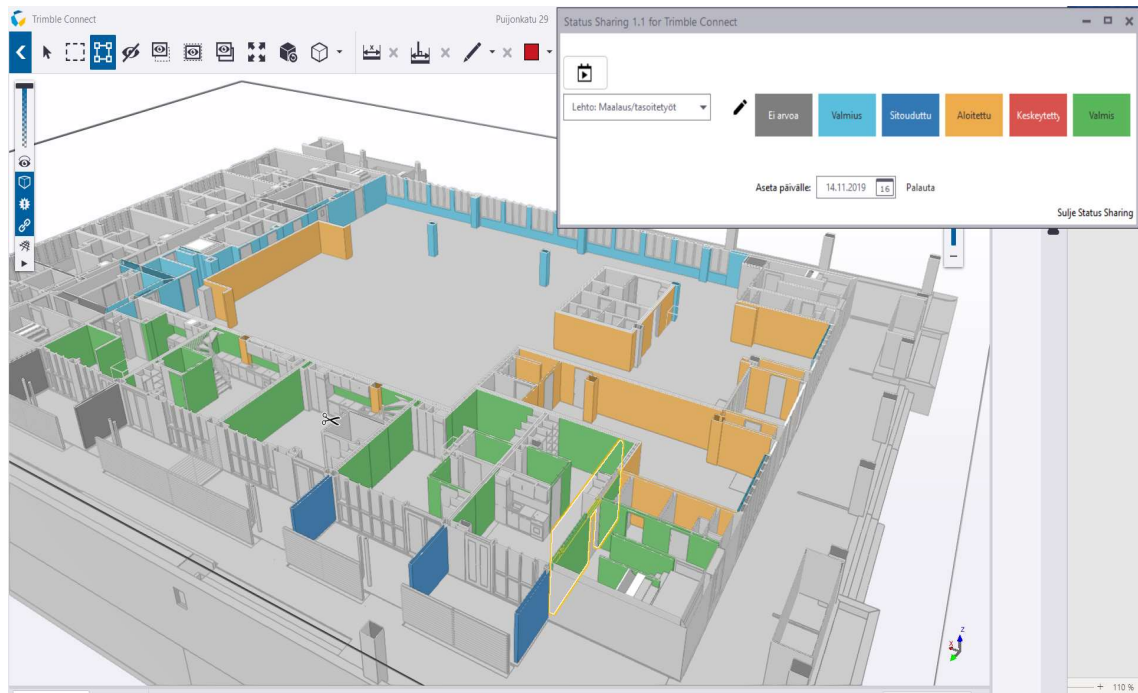 Trimble Connect
Puijonkatu 29
Status Sharing 1.1 for Trimble Connect
Lehto: Maalaus/tasoitetyöt
Ei arvoa
Valmius
Sitouduttu
Aloitettu
Keskeytetty
Valmis
Aseta päivälle:
14.11.2019
16
Palauta
Sulje Status Sharing
z
x
110 %